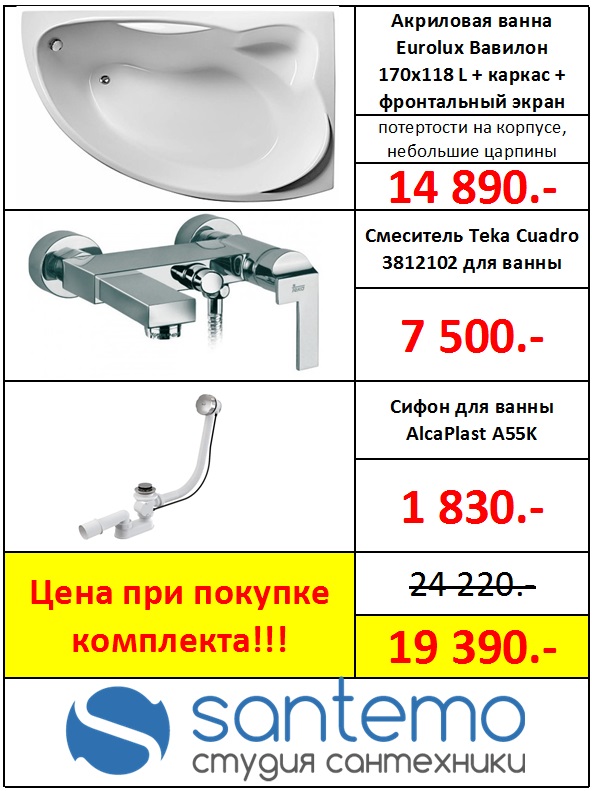 Акриловая ванна
Eurolux Вавилон
170х118 L + каркас +
фронтальный экран
потертости на корпусе,
небольшие царпины
14 890.-
Смеситель Teka Cuadro
3812102 для ванны
7 500.-
Сифон для ванны
AlcaPlast A55K
1 830.-
Цена при покупке
комплекта!!!
24 220.-
19 390.-
santemo
студия сантехники